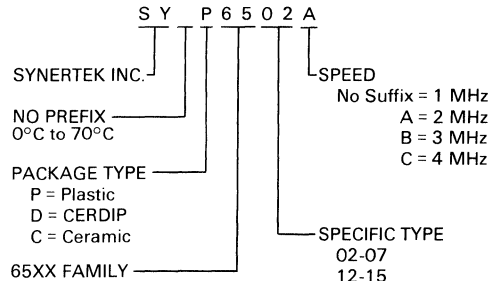 S Y P 6 5 0 2 A
SYNERTEK INC.
SPEED
No Suffix = 1 MHz
A = 2 MHz
B = 3 MHz
C = 4 MHz
NO PREFIX
0°C to 70°C
PACKAGE TYPE
P = Plastic
D = CERDIP
C = Ceramic
SPECIFIC TYPE
02-07
12-15
65XX FAMILY